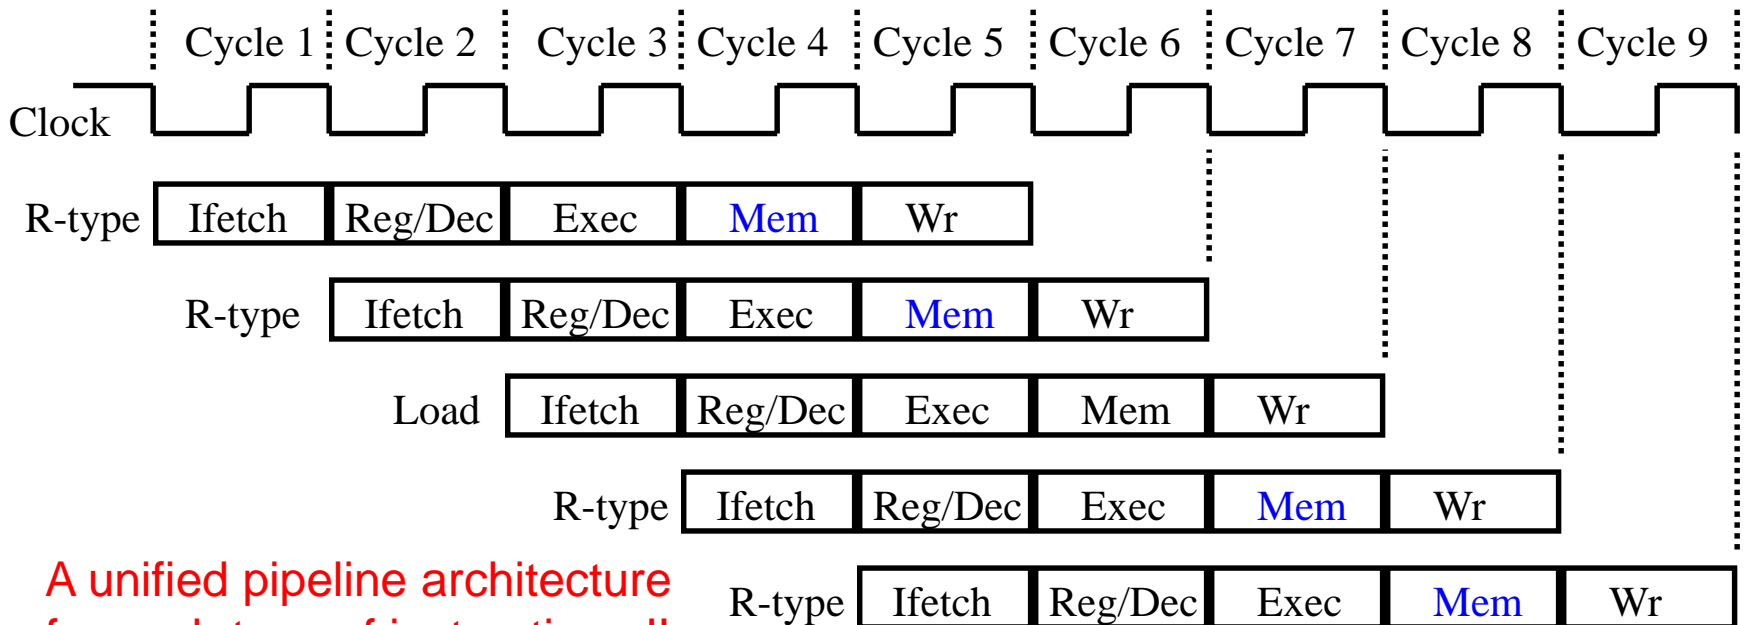 Cycle 1 Cycle 2 Cycle 3 Cycle 4 Cycle 5 Cycle 6 Cycle 7 Cycle 8 Cycle 9
Clock
R-type Ifetch Reg/Dec Exec Mem Wr
R-type Ifetch Reg/Dec Exec Mem Wr
Load Ifetch Reg/Dec Exec Mem Wr
R-type Ifetch Reg/Dec Exec Mem Wr
A unified pipeline architecture
R-type Ifetch Reg/Dec Exec Mem Wr